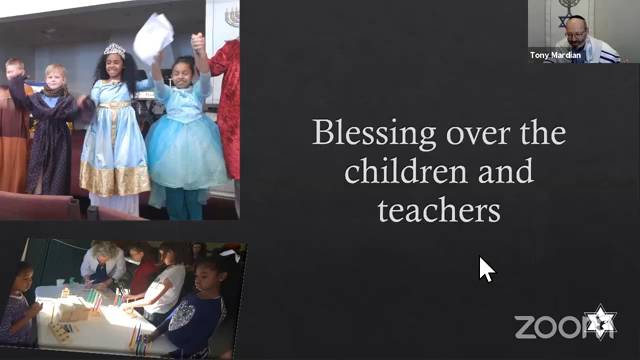 Tony Mardian
Blessing over the
children and
teachers
zoom